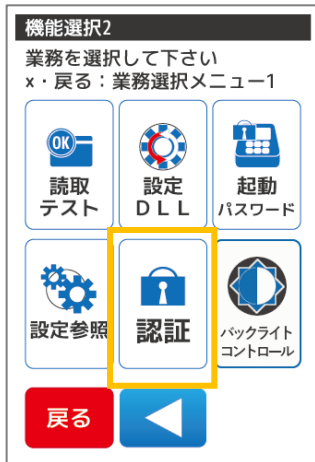 機能選択2
業務を選択して下さい
x・戻る：業務選択メニュー1
OK
読取
テスト
設定
ＤＬＬ
起動
パスワード
設定参照
認証
バックライト
コントロール
戻る